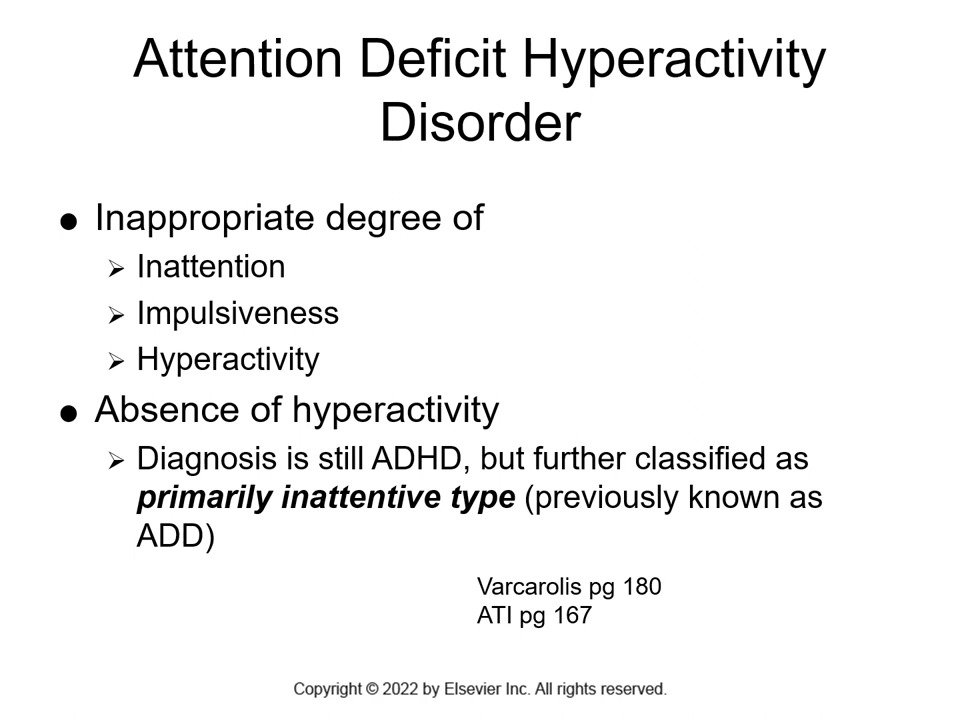 Attention Deficit Hyperactivity
Disorder
● Inappropriate degree of
➢ Inattention
➢ Impulsiveness
➢ Hyperactivity
● Absence of hyperactivity
➢ Diagnosis is still ADHD, but further classified as
primarily inattentive type (previously known as
ADD)
Varcarolis pg 180
ATI pg 167
Copyright © 2022 by Elsevier Inc. All rights reserved.